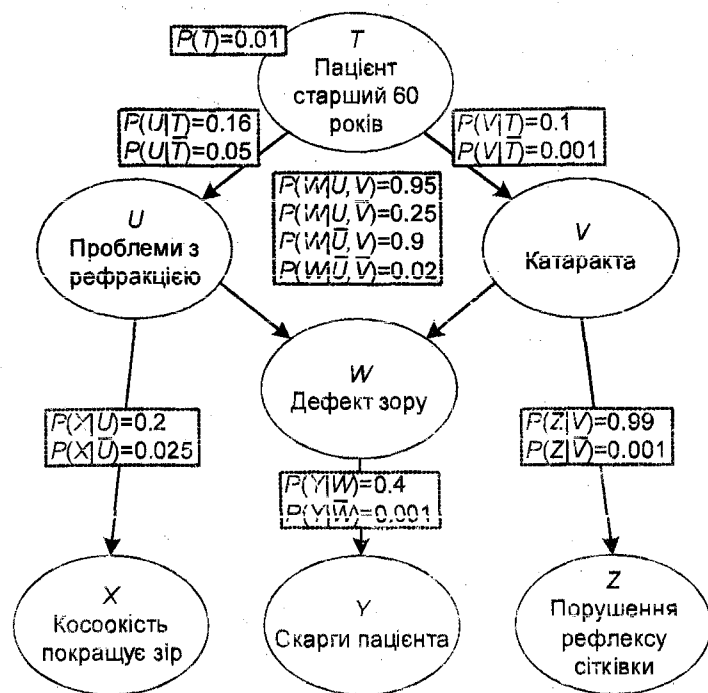 P(T)=0.01
T
Пацієнт
старший 60
років
P(U|T)=0.16
P(U|T̅)=0.05
P(V|T)=0.1
P(V|T̅)=0.001
P(W|U,V)=0.95
P(W|U,V̅)=0.25
P(W|U̅,V)=0.9
P(W|U̅,V̅)=0.02
U
Проблеми з
рефракцією
V
Катаракта
W
Дефект зору
P(X|U)=0.2
P(X|U̅)=0.025
P(Z|V)=0.99
P(Z|V̅)=0.001
P(Y|W)=0.4
P(Y|W̅)=0.001
X
Косоокість
покращує зір
Y
Скарги пацієнта
Z
Порушення
рефлексу
сітківки